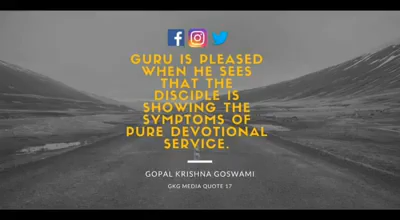 GURU IS PLEASED
WHEN HE SEES
THAT THE
DISCIPLE IS
SHOWING THE
SYMPTOMS OF
PURE DEVOTIONAL
SERVICE.
GOPAL KRISHNA GOSWAMI
GKG MEDIA QUOTE 17